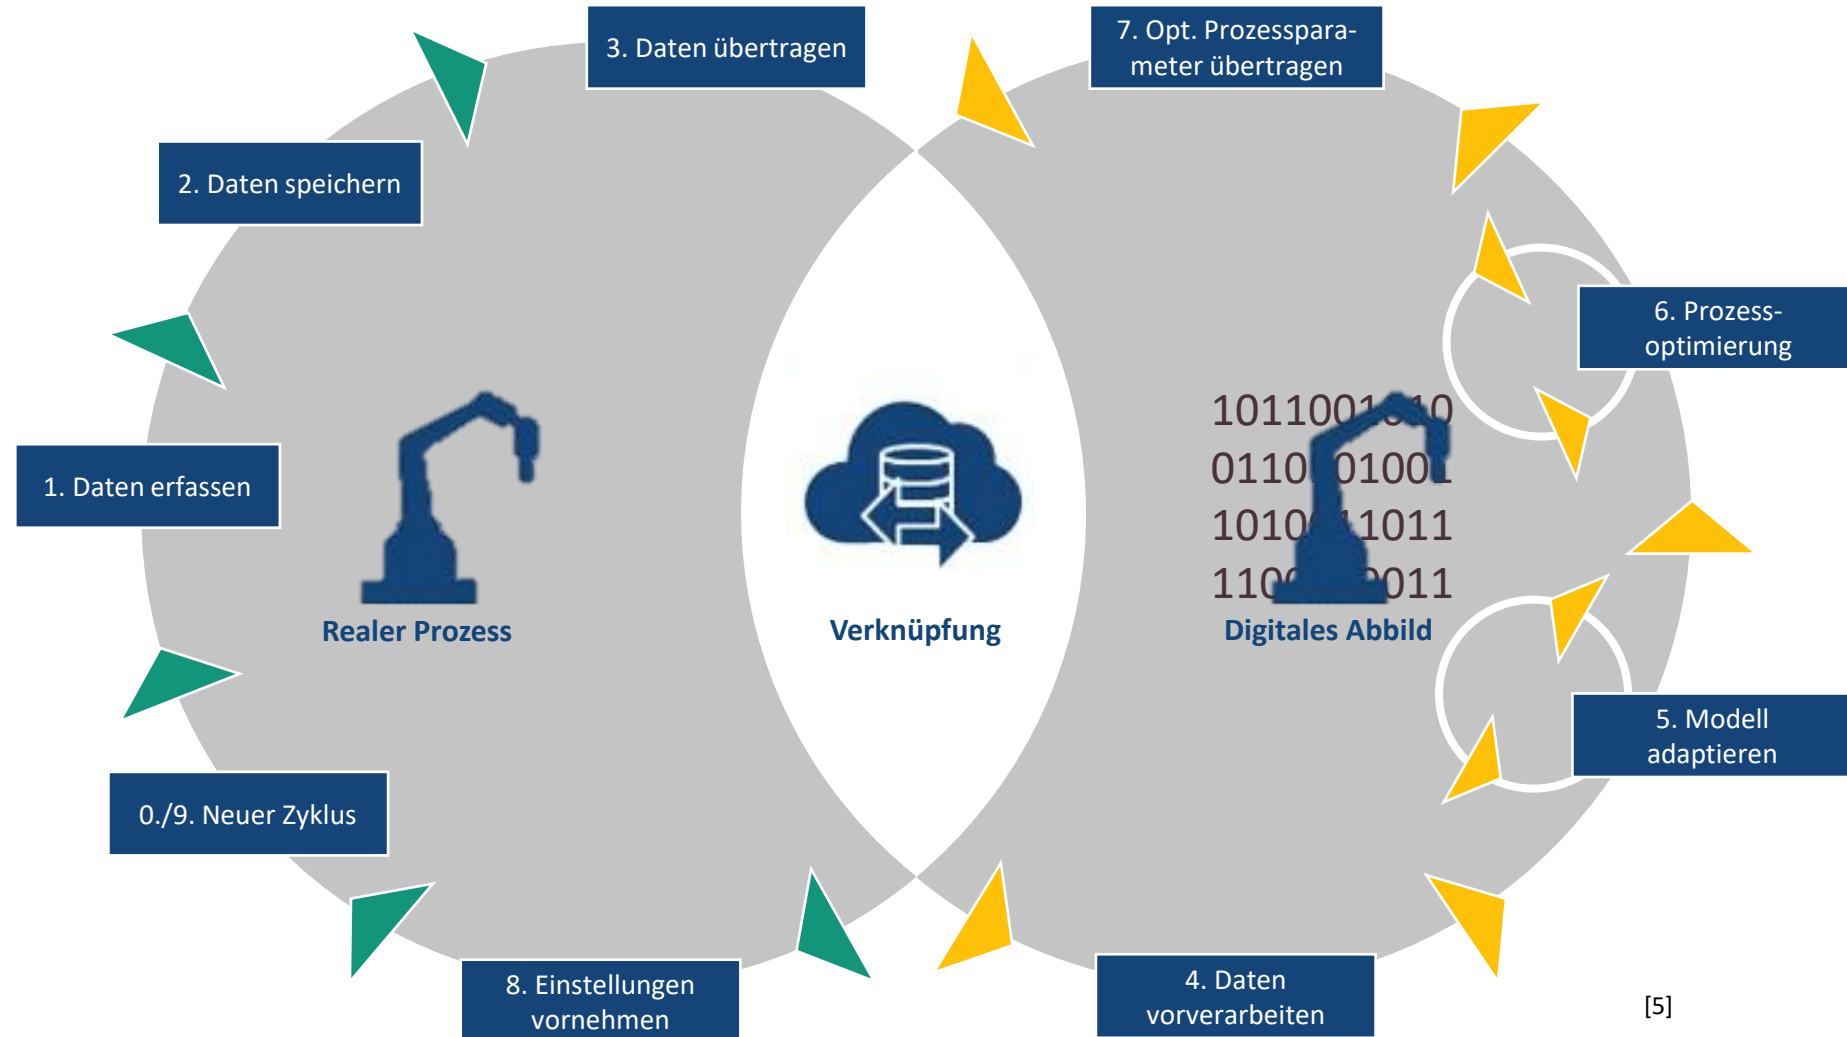 3. Daten übertragen
7. Opt. Prozesspara-
meter übertragen
2. Daten speichern
6. Prozess-
optimierung
1011001010
1. Daten erfassen
Realer Prozess
Verknüpfung
Digitales Abbild
5. Modell
adaptieren
0./9. Neuer Zyklus
8. Einstellungen
vornehmen
4. Daten
vorverarbeiten
[5]